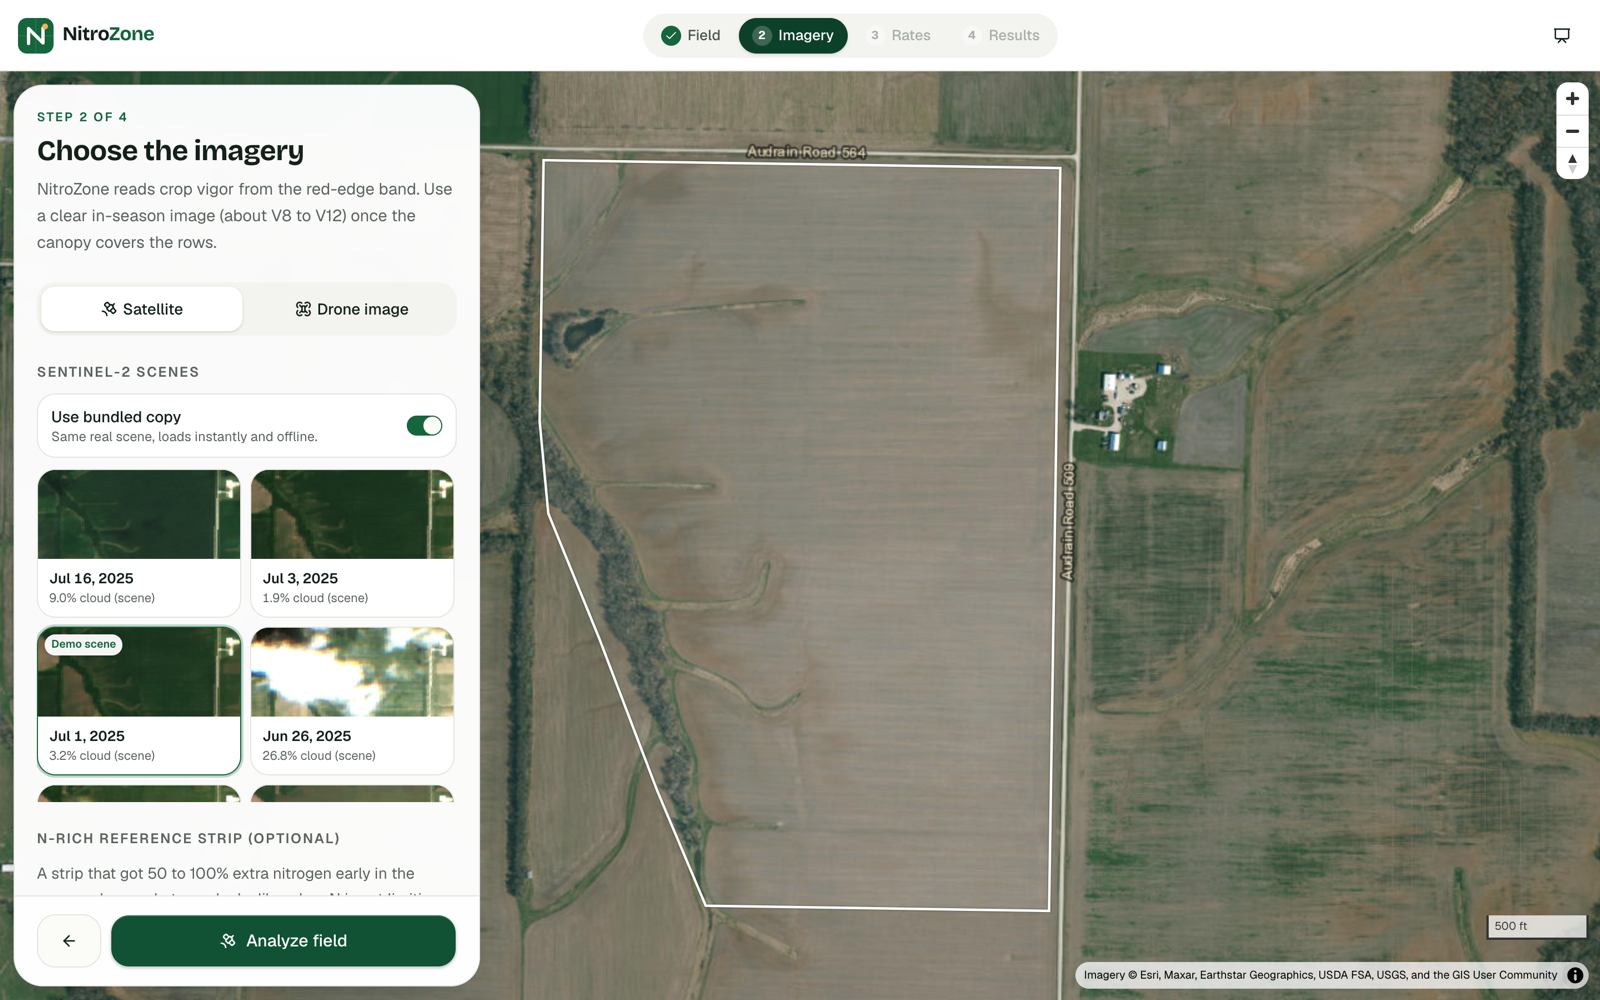 NitroZone
Field
2 Imagery
3 Rates
4 Results
STEP 2 OF 4
Choose the imagery
NitroZone reads crop vigor from the red-edge band. Use
a clear in-season image (about V8 to V12) once the
canopy covers the rows.
Satellite
Drone image
SENTINEL-2 SCENES
Use bundled copy
Same real scene, loads instantly and offline.
Jul 16, 2025
9.0% cloud (scene)
Jul 3, 2025
1.9% cloud (scene)
Demo scene
Jul 1, 2025
3.2% cloud (scene)
Jun 26, 2025
26.8% cloud (scene)
N-RICH REFERENCE STRIP (OPTIONAL)
A strip that got 50 to 100% extra nitrogen early in the
Analyze field
Audrain Road 564
Audrain Road 509
500 ft
Imagery © Esri, Maxar, Earthstar Geographics, USDA FSA, USGS, and the GIS User Community